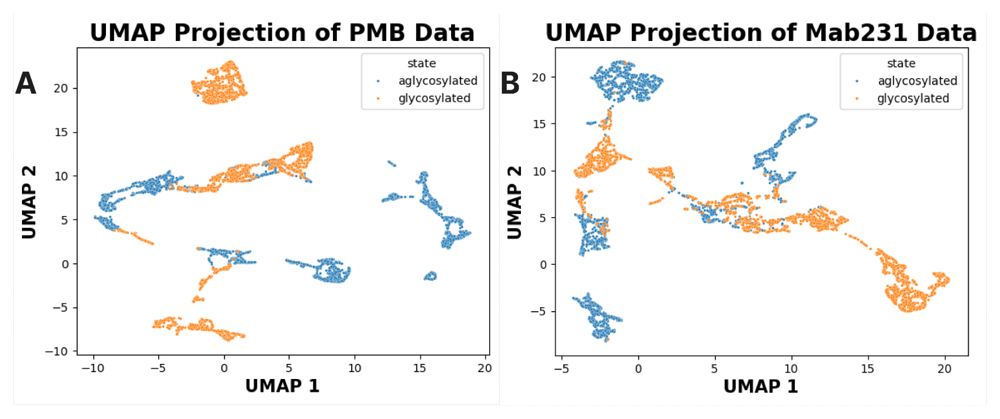 UMAP Projection of PMB Data
A
state
aglycosylated
glycosylated
20
15
10
5
0
−5
−10
UMAP 2
−10
−5
0
5
10
15
20
UMAP 1
UMAP Projection of Mab231 Data
B
state
aglycosylated
glycosylated
20
15
10
5
0
−5
UMAP 2
−5
0
5
10
15
20
UMAP 1